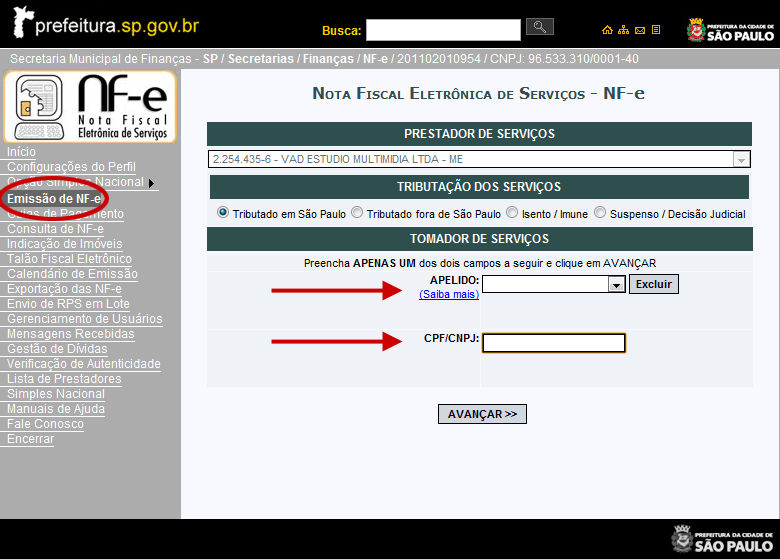 prefeitura.sp.gov.br
Busca:
PREFEITURA DA CIDADE DE
SÃO PAULO
Secretaria Municipal de Finanças - SP / Secretarias / Finanças / NF-e / 201102010954 / CNPJ: 96.533.310/0001-40
NF-e
Nota Fiscal
Eletrônica de Serviços
Início
Configurações do Perfil
Opção Simples Nacional
Emissão de NF-e
Guias de Pagamento
Consulta de NF-e
Indicação de Imóveis
Talão Fiscal Eletrônico
Calendário de Emissão
Exportação das NF-e
Envio de RPS em Lote
Gerenciamento de Usuários
Mensagens Recebidas
Gestão de Dívidas
Verificação de Autenticidade
Lista de Prestadores
Simples Nacional
Manuais de Ajuda
Fale Conosco
Encerrar
NOTA FISCAL ELETRÔNICA DE SERVIÇOS - NF-e
PRESTADOR DE SERVIÇOS
2.254.435-6 - VAD ESTUDIO MULTIMIDIA LTDA - ME
TRIBUTAÇÃO DOS SERVIÇOS
Tributado em São Paulo Tributado fora de São Paulo Isento / Imune Suspenso / Decisão Judicial
TOMADOR DE SERVIÇOS
Preencha APENAS UM dos dois campos a seguir e clique em AVANÇAR
APELIDO: Excluir
(Saiba mais)
CPF/CNPJ:
AVANÇAR >>
PREFEITURA DA CIDADE DE
SÃO PAULO